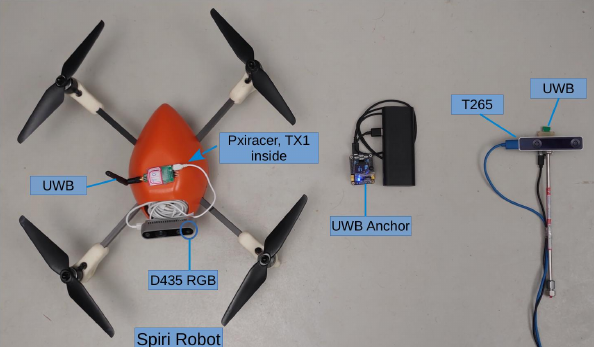 UWB
T265
Pxiracer, TX1
inside
UWB
UWB Anchor
D435 RGB
Spiri Robot